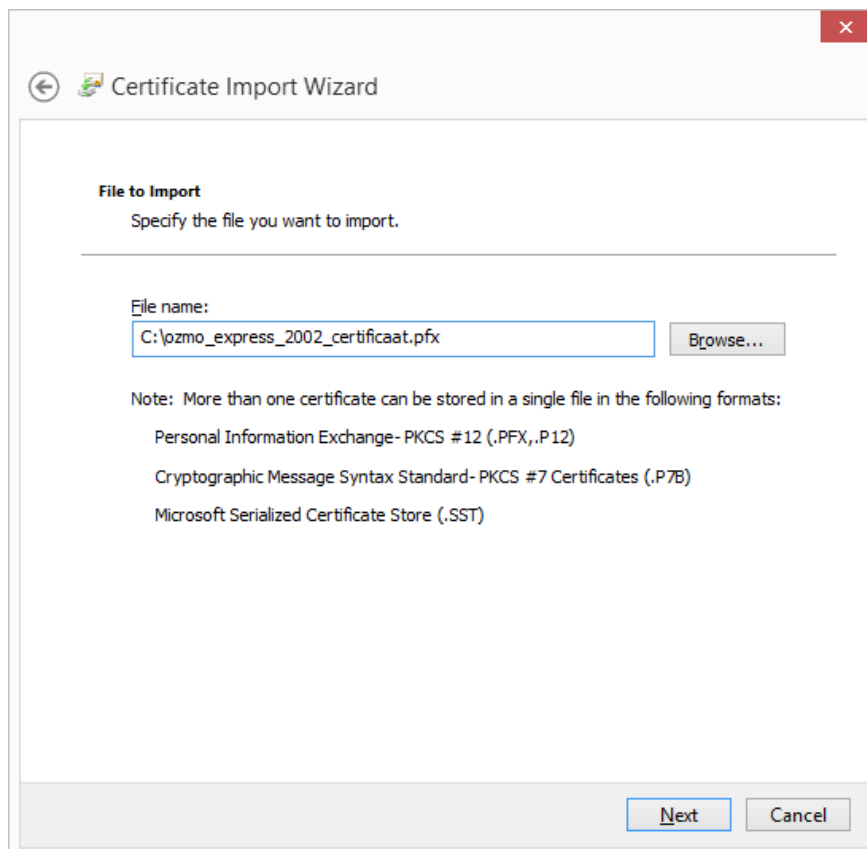 Certificate Import Wizard
File to Import
Specify the file you want to import.
File name:
C:\ozmo_express_2002_certificaat.pfx
Browse...
Note: More than one certificate can be stored in a single file in the following formats:
Personal Information Exchange- PKCS #12 (.PFX,.P12)
Cryptographic Message Syntax Standard- PKCS #7 Certificates (.P7B)
Microsoft Serialized Certificate Store (.SST)
Next
Cancel